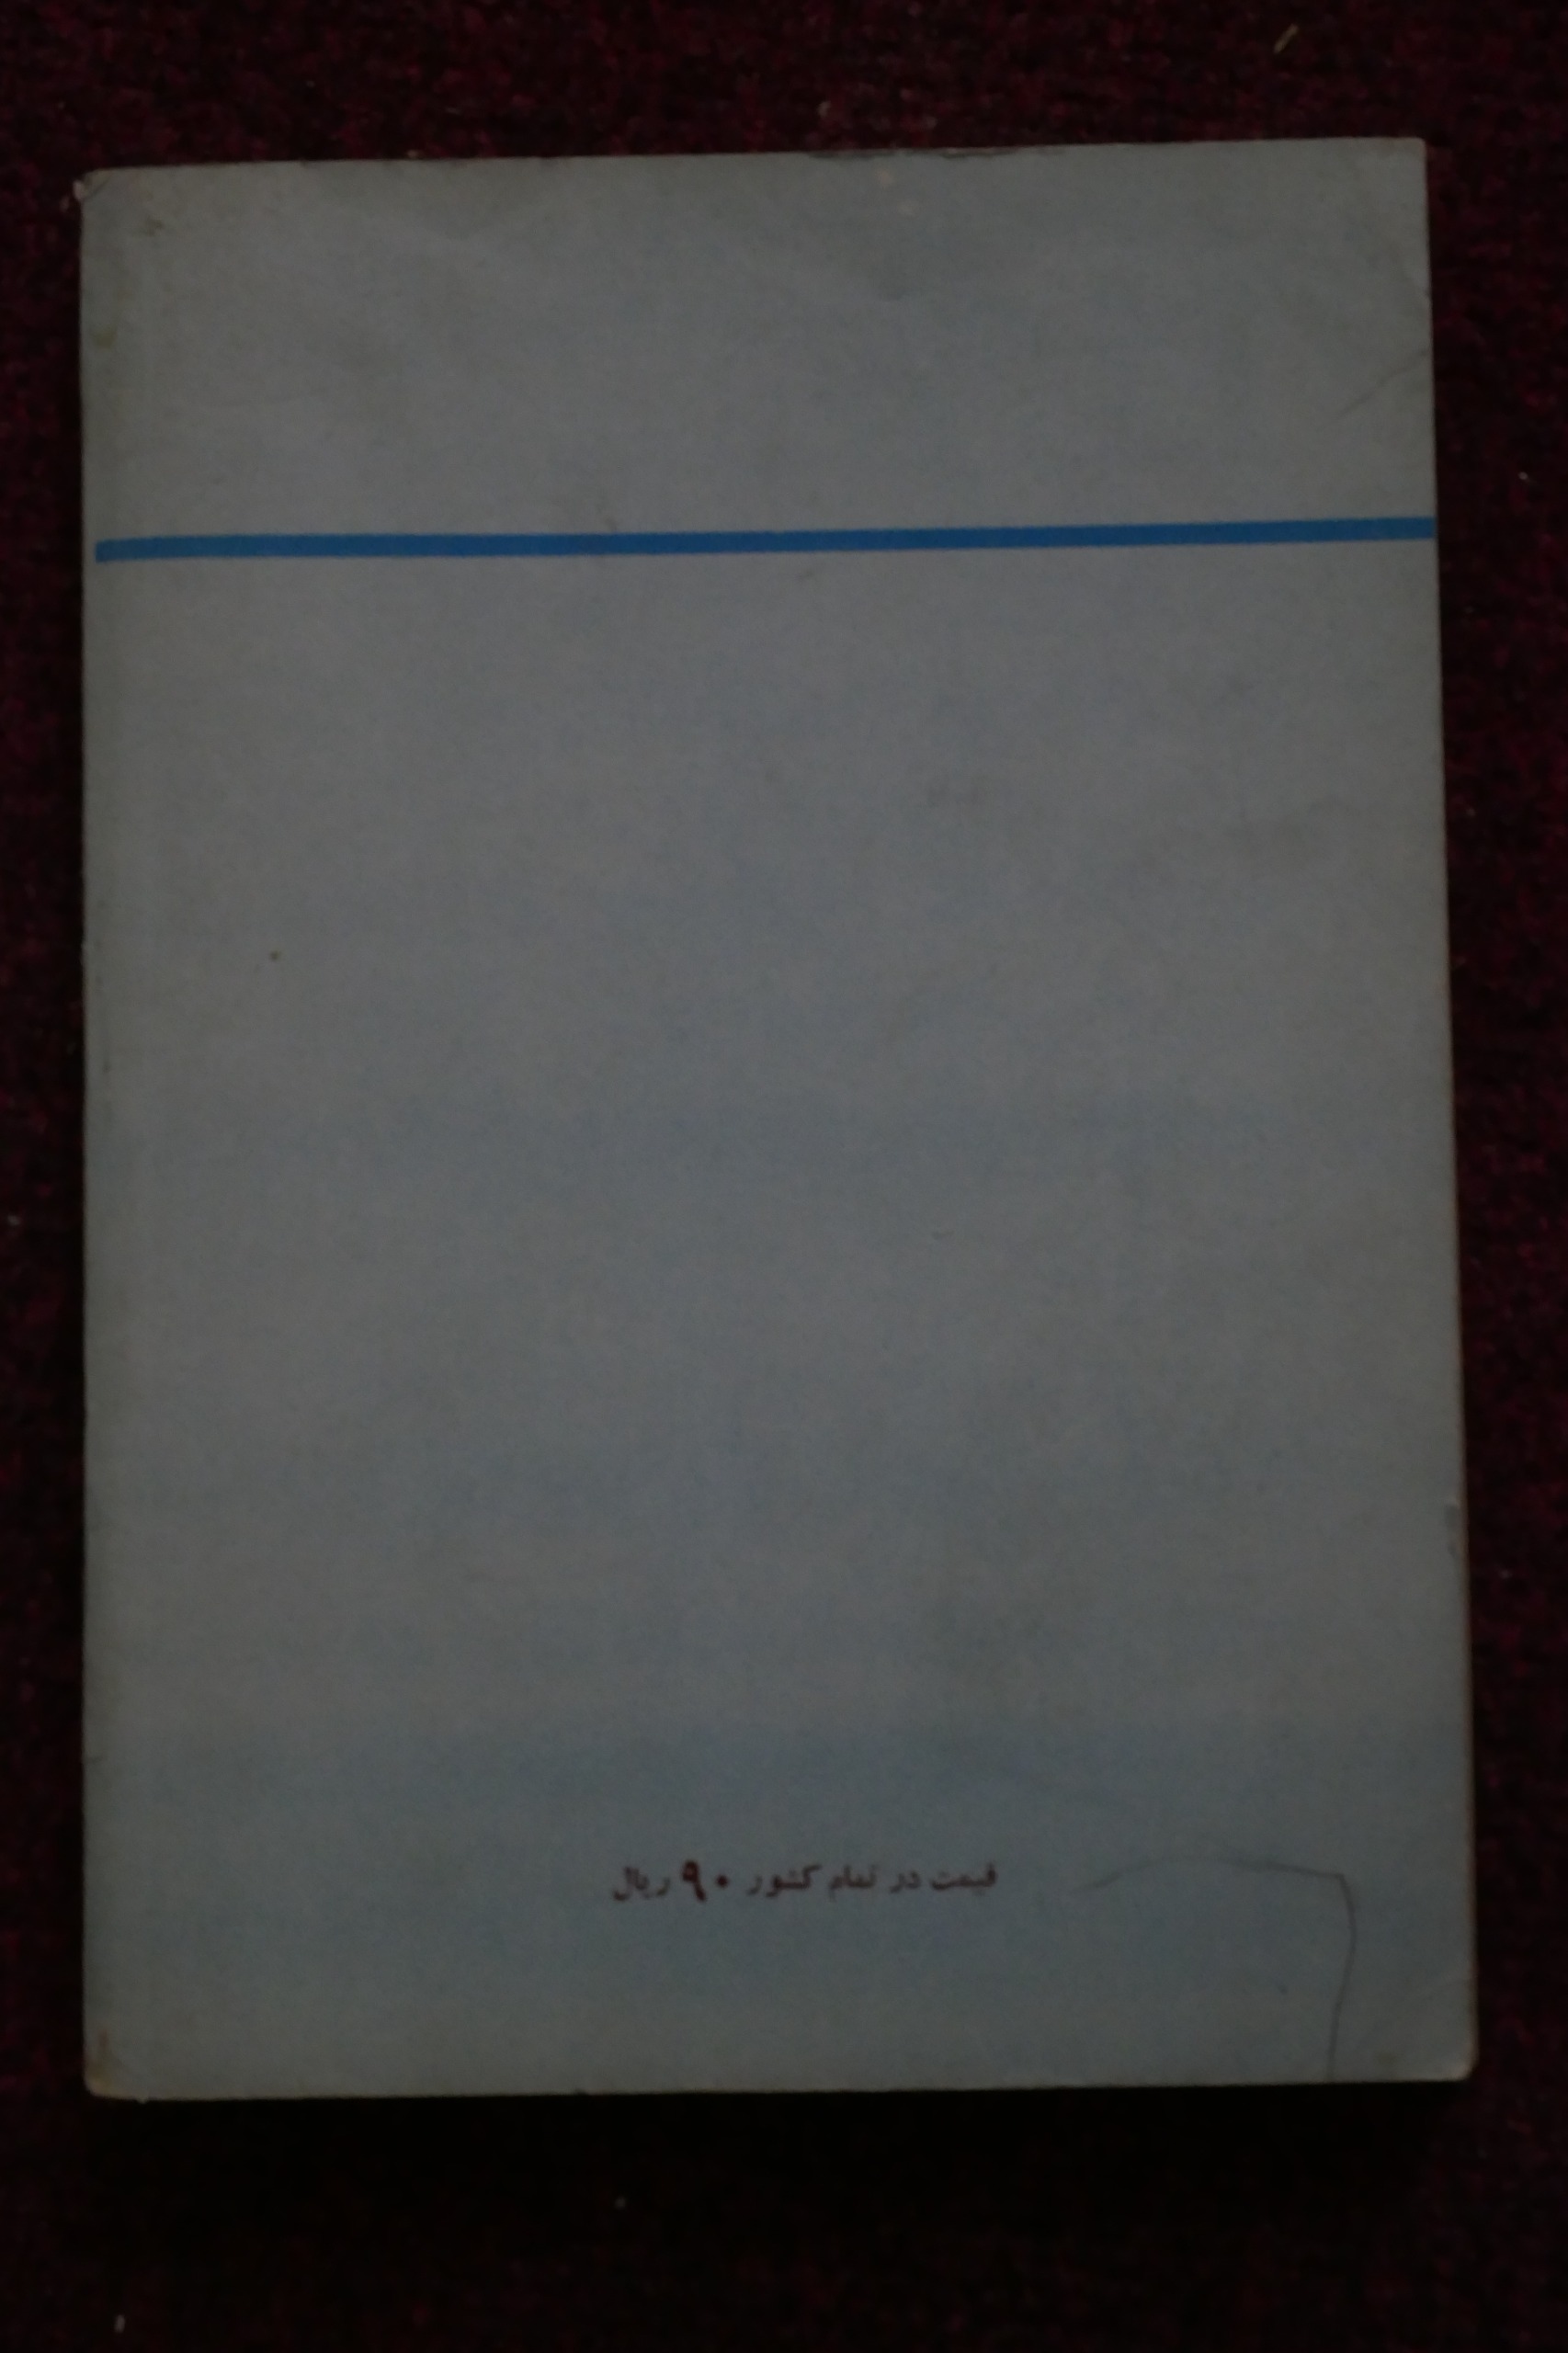 قیمت در تمام کشور ۹۰ ریال